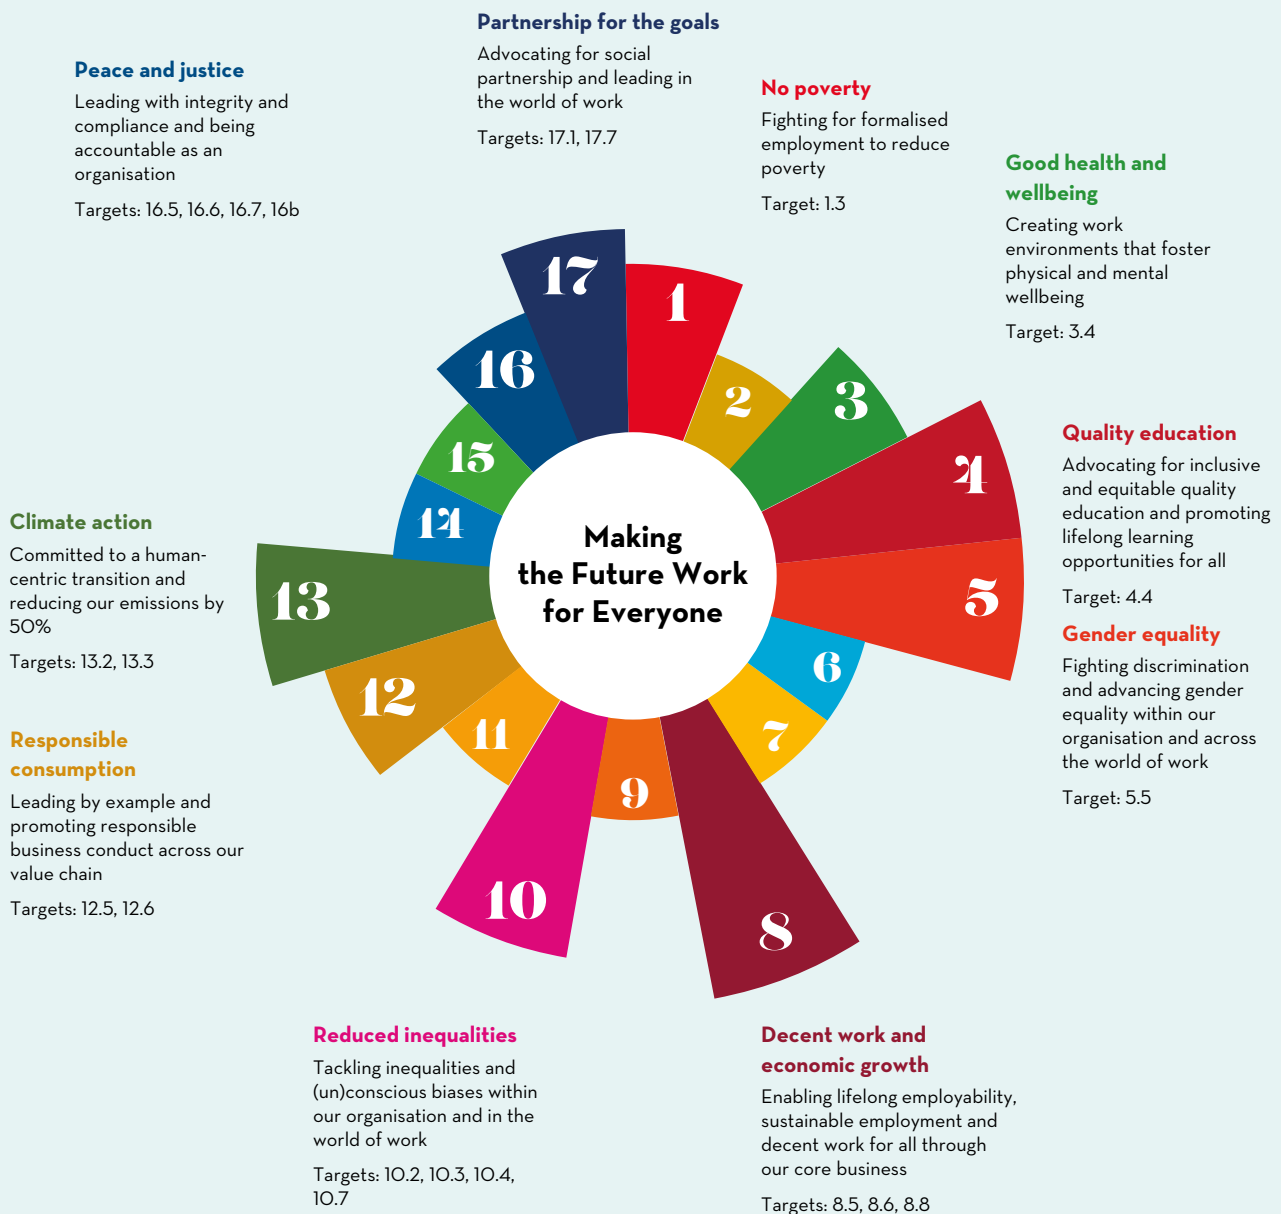 Partnership for the goals
Advocating for social
partnership and leading in
the world of work
Targets: 17.1, 17.7
Peace and justice
Leading with integrity and
compliance and being
accountable as an
organisation
Targets: 16.5, 16.6, 16.7, 16b
No poverty
Fighting for formalised
employment to reduce
poverty
Target: 1.3
Good health and
wellbeing
Creating work
environments that foster
physical and mental
wellbeing
Target: 3.4
17
1
16
2
3
15
4
14
Quality education
Advocating for inclusive
and equitable quality
education and promoting
lifelong learning
opportunities for all
Target: 4.4
Climate action
Committed to a human-
centric transition and
reducing our emissions by
50%
Targets: 13.2, 13.3
Making
the Future Work
for Everyone
13
5
Gender equality
Fighting discrimination
and advancing gender
equality within our
organisation and across
the world of work
Target: 5.5
12
6
11
7
9
10
8
Responsible
consumption
Leading by example and
promoting responsible
business conduct across our
value chain
Targets: 12.5, 12.6
Reduced inequalities
Tackling inequalities and
(un)conscious biases within
our organisation and in the
world of work
Targets: 10.2, 10.3, 10.4,
10.7
Decent work and
economic growth
Enabling lifelong employability,
sustainable employment and
decent work for all through
our core business
Targets: 8.5, 8.6, 8.8